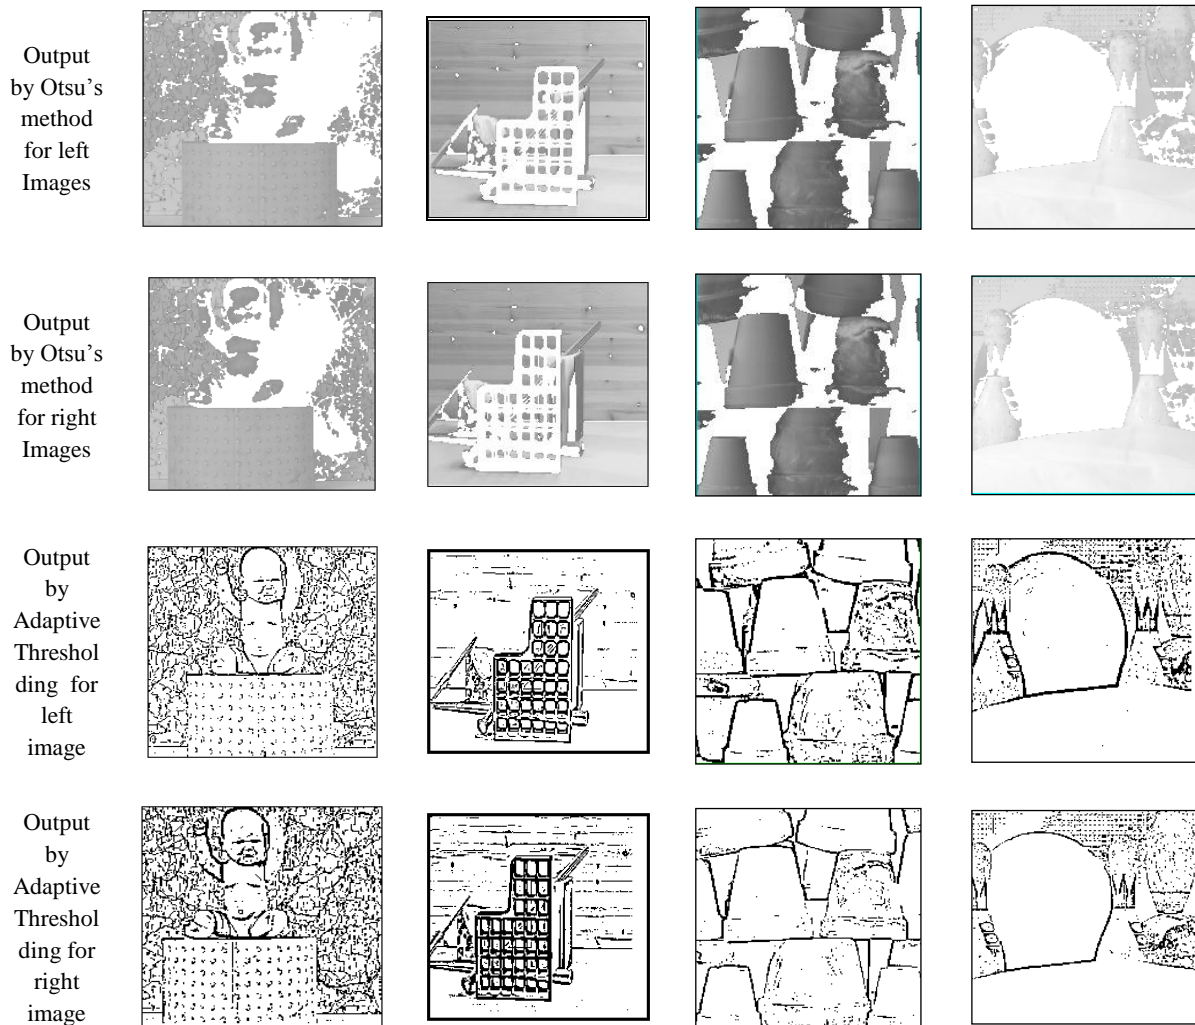 Output
by Otsu's
method
for left
Images
Output
by Otsu's
method
for right
Images
Output
by
Adaptive
Threshol
ding for
left
image
Output
by
Adaptive
Threshol
ding for
right
image